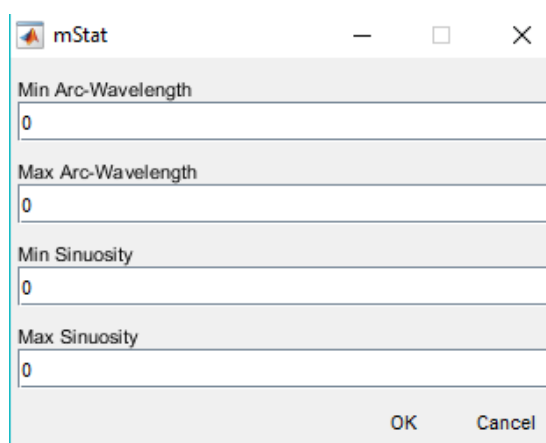 mStat
Min Arc-Wavelength
0
Max Arc-Wavelength
0
Min Sinuosity
0
Max Sinuosity
0
OK Cancel